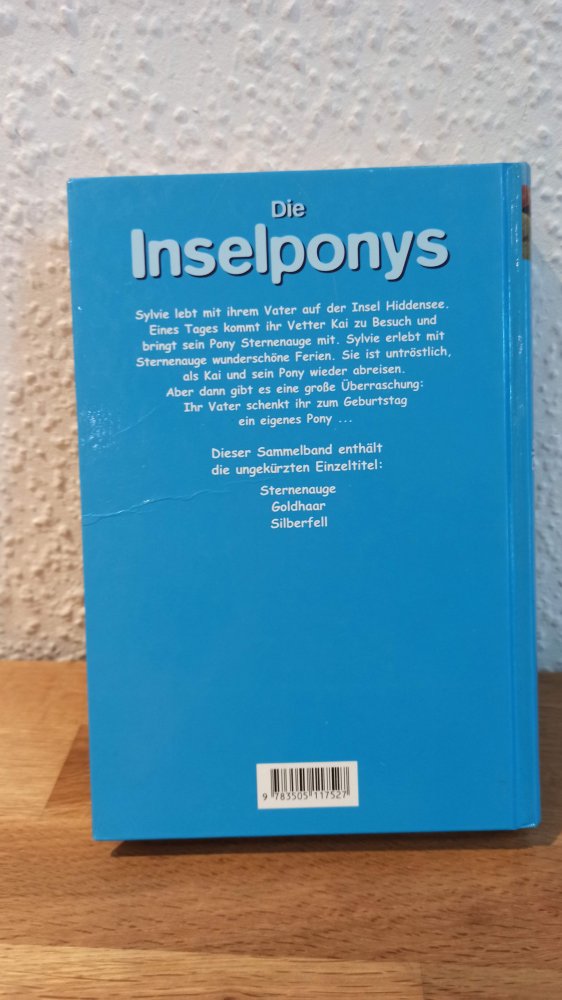 Die
Inselponys
Sylvie lebt mit ihrem Vater auf der Insel Hiddensee.
Eines Tages kommt ihr Vetter Kai zu Besuch und
bringt sein Pony Sternenauge mit. Sylvie erlebt mit
Sternenauge wunderschöne Ferien. Sie ist untröstlich,
als Kai und sein Pony wieder abreisen.
Aber dann gibt es eine große Überraschung:
Ihr Vater schenkt ihr zum Geburtstag
ein eigenes Pony ...
Dieser Sammelband enthält
die ungekürzten Einzeltitel:
Sternenauge
Goldhaar
Silberfell
9 783505 117527